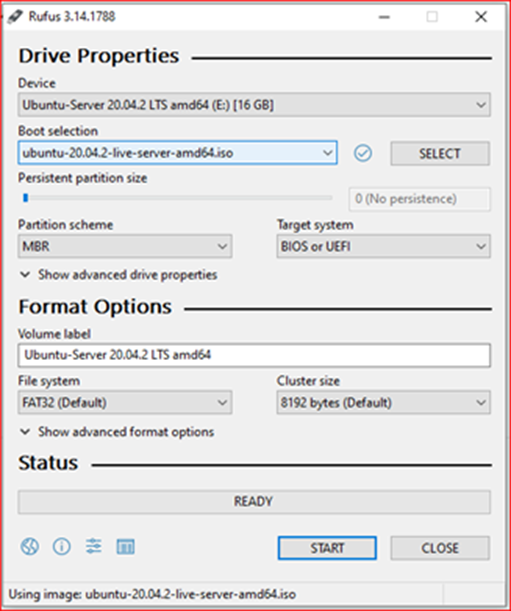 Rufus 3.14.1788
Drive Properties
Device
Ubuntu-Server 20.04.2 LTS amd64 (E:) [16 GB]
Boot selection
ubuntu-20.04.2-live-server-amd64.iso
SELECT
Persistent partition size
0 (No persistence)
Partition scheme
Target system
MBR
BIOS or UEFI
Show advanced drive properties
Format Options
Volume label
Ubuntu-Server 20.04.2 LTS amd64
File system
Cluster size
FAT32 (Default)
8192 bytes (Default)
Show advanced format options
Status
READY
START
CLOSE
Using image: ubuntu-20.04.2-live-server-amd64.iso